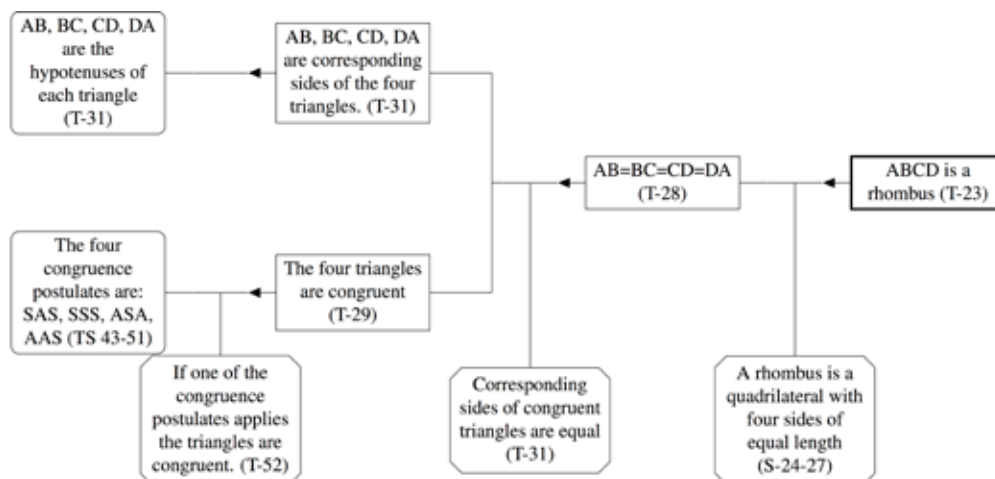 AB, BC, CD, DA
are the
hypotenuses of
each triangle
(T-31)
AB, BC, CD, DA
are corresponding
sides of the four
triangles. (T-31)
AB=BC=CD=DA
(T-28)
ABCD is a
rhombus (T-23)
The four
congruence
postulates are:
SAS, SSS, ASA,
AAS (TS 43-51)
The four triangles
are congruent
(T-29)
If one of the
congruence
postulates applies
the triangles are
congruent. (T-52)
Corresponding
sides of congruent
triangles are equal
(T-31)
A rhombus is a
quadrilateral with
four sides of
equal length
(S-24-27)